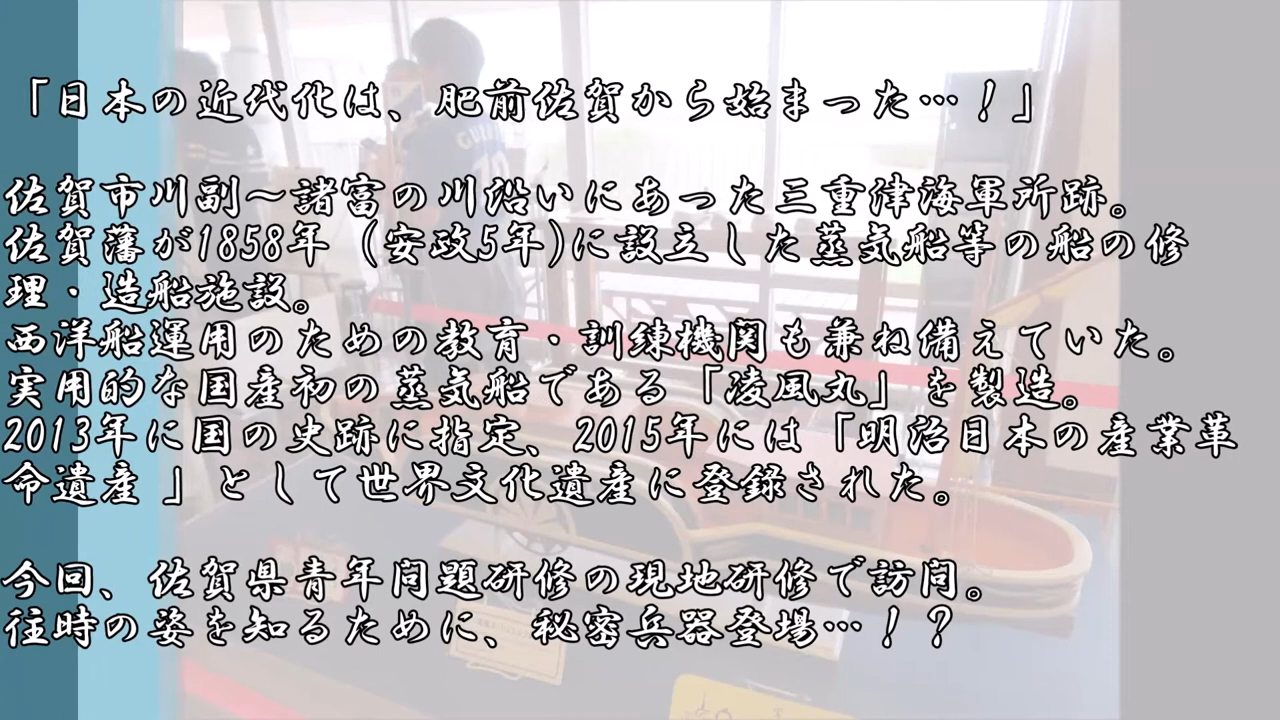 「日本の近代化は、肥前佐賀から始まった…！」
佐賀市川副～諸富の川沿いにあった三重津海軍所跡。
佐賀藩が1858年（安政5年)に設立した蒸気船等の船の修
理・造船施設。
西洋船運用のための教育・訓練機関も兼ね備えていた。
実用的な国産初の蒸気船である「凌風丸」を製造。
2013年に国の史跡に指定、2015年には「明治日本の産業革
命遺産 」として世界文化遺産に登録された。
今回、佐賀県青年問題研修の現地研修で訪問。
往時の姿を知るために、秘密兵器登場…！？